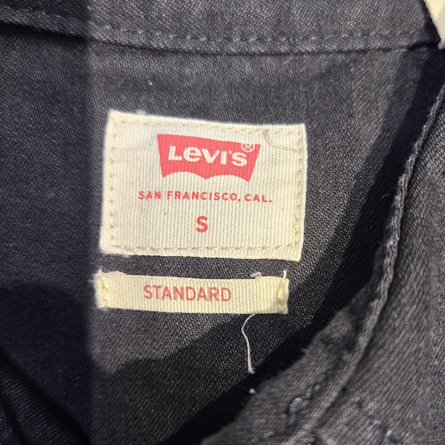 Levi's®
SAN FRANCISCO, CAL.
S
STANDARD